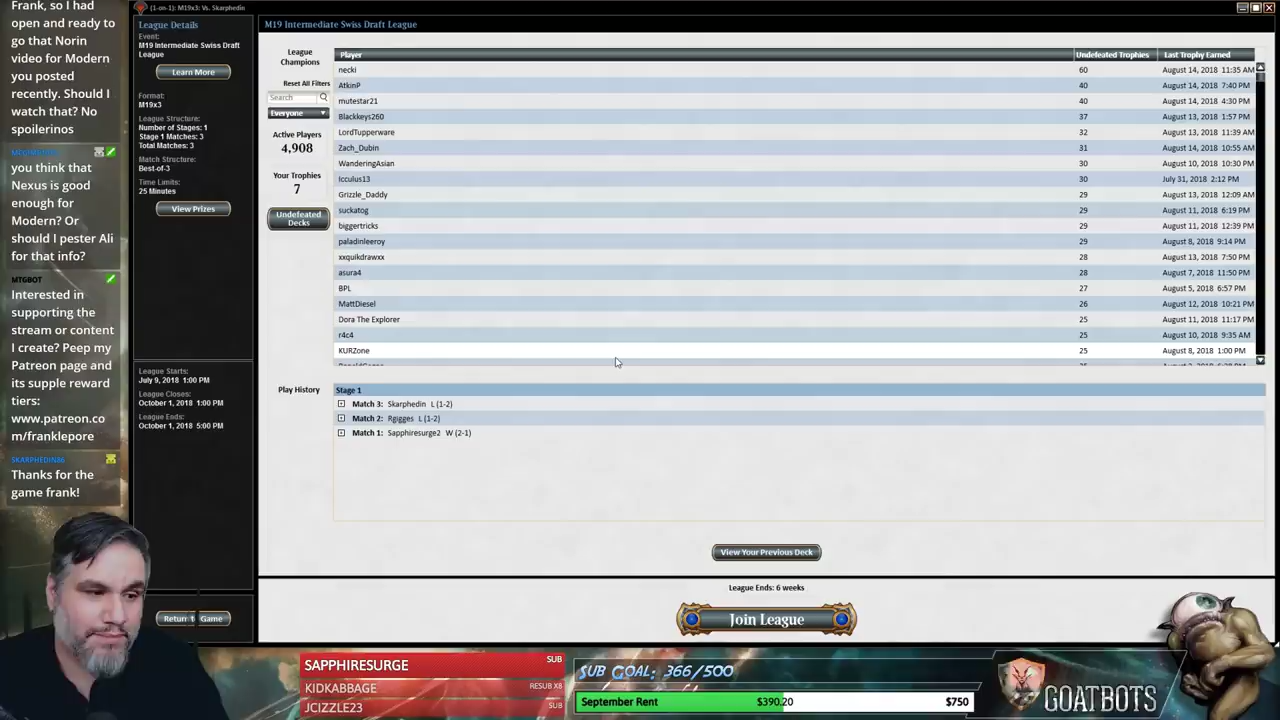 Frank, so I had
open and ready to
go that Norin
video for Modern
you posted
recently. Should I
watch that? No
spoilerinos
you think that
Nexus is good
enough for
Modern? Or
should I pester Ali
for that info?
MTGBOT
Interested in
supporting the
stream or content
I create? Peep my
Patreon page and
its supple reward
tiers:
www.patreon.co
m/franklepore
SKARPHEDIN86
Thanks for the
game frank!
(1-on-1): M19x3: Vs. Skarphedin
League Details
Event:
M19 Intermediate Swiss Draft
League
Learn More
Format:
M19x3
League Structure:
Number of Stages: 1
Stage 1 Matches: 3
Total Matches: 3
Match Structure:
Best-of-3
Time Limits:
25 Minutes
View Prizes
League Starts:
July 9, 2018 1:00 PM
League Closes:
October 1, 2018 1:00 PM
League Ends:
October 1, 2018 5:00 PM
Return to Game
M19 Intermediate Swiss Draft League
League
Champions
Reset All Filters
Search
Everyone
Active Players
4,908
Your Trophies
7
Undefeated
Decks
Player Undefeated Trophies Last Trophy Earned
necki 60 August 14, 2018 11:35 AM
AtkinP 40 August 14, 2018 7:40 PM
mutestar21 40 August 14, 2018 4:30 PM
Blackkeys260 37 August 13, 2018 1:57 PM
LordTupperware 32 August 13, 2018 11:39 AM
Zach_Dubin 31 August 14, 2018 10:55 AM
WanderingAsian 30 August 10, 2018 10:30 PM
Icculus13 30 July 31, 2018 2:12 PM
Grizzle_Daddy 29 August 13, 2018 12:09 AM
suckatog 29 August 11, 2018 6:19 PM
biggertricks 29 August 11, 2018 12:39 PM
paladinleeroy 29 August 8, 2018 9:14 PM
xxquikdrawxx 28 August 13, 2018 7:50 PM
asura4 28 August 7, 2018 11:50 PM
BPL 27 August 5, 2018 6:57 PM
MattDiesel 26 August 12, 2018 10:21 PM
Dora The Explorer 25 August 11, 2018 11:17 PM
r4c4 25 August 10, 2018 9:35 AM
KURZone 25 August 8, 2018 1:00 PM
Play History
Stage 1
Match 3: Skarphedin L (1-2)
Match 2: Rgigges L (1-2)
Match 1: Sapphiresurge2 W (2-1)
View Your Previous Deck
League Ends: 6 weeks
Join League
SAPPHIRESURGE SUB
KIDKABBAGE RESUB X8
JCIZZLE23 SUB
SUB GOAL: 366/500
September Rent $390.20 $750
GOATBOTS